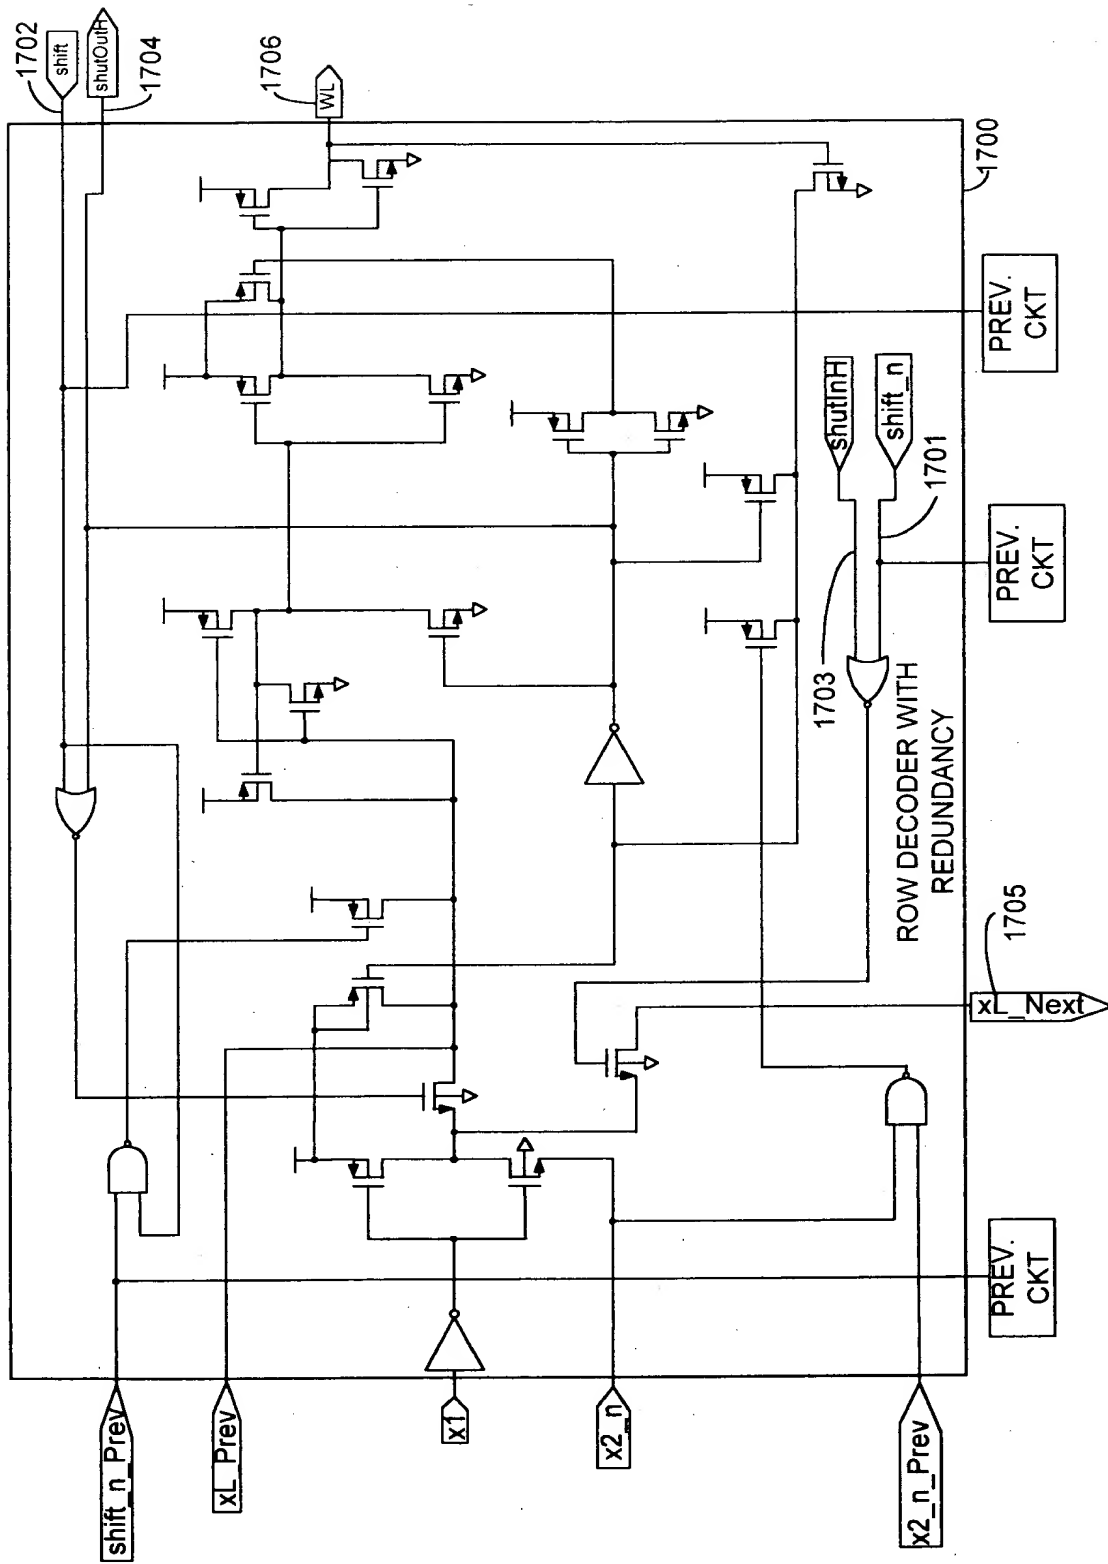 1702
shift
shutOutH
1704
1706
WL
1700
PREV.
CKT
shutInH
shift_n
1701
PREV.
CKT
1703
ROW DECODER WITH
REDUNDANCY
1705
xL_Next
PREV.
CKT
shift_n_Prev
xL_Prev
x1
x2_n
x2_n_Prev